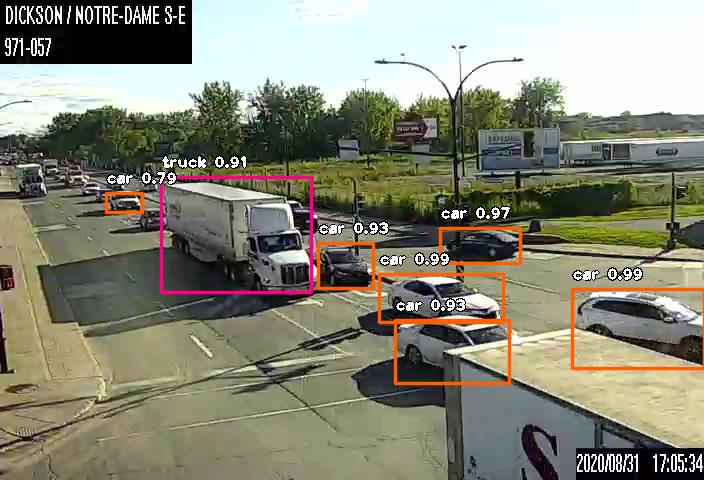 DICKSON / NOTRE-DAME S-E
971-057
truck 0.91
car 0.79
car 0.93
car 0.97
car 0.99
car 0.99
car 0.93
S
2020/08/31 17:05:34